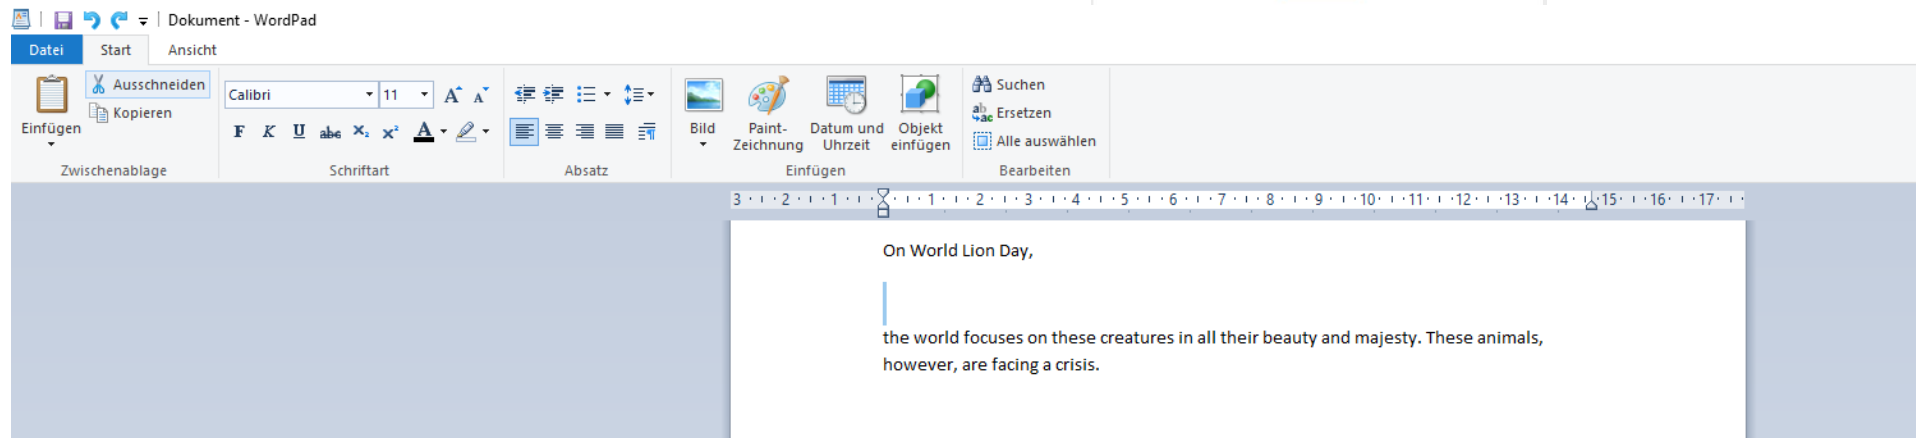 Dokument - WordPad
Datei Start Ansicht
Einfügen
Ausschneiden
Kopieren
Zwischenablage
Calibri 11 A A
F K U abc X₂ x² A
Schriftart
Absatz
Bild
Paint-
Zeichnung
Datum und
Uhrzeit
Objekt
einfügen
Einfügen
Suchen
Ersetzen
Alle auswählen
Bearbeiten
3 2 1 1 2 3 4 5 6 7 8 9 10 11 12 13 14 15 16 17
On World Lion Day,
the world focuses on these creatures in all their beauty and majesty. These animals,
however, are facing a crisis.